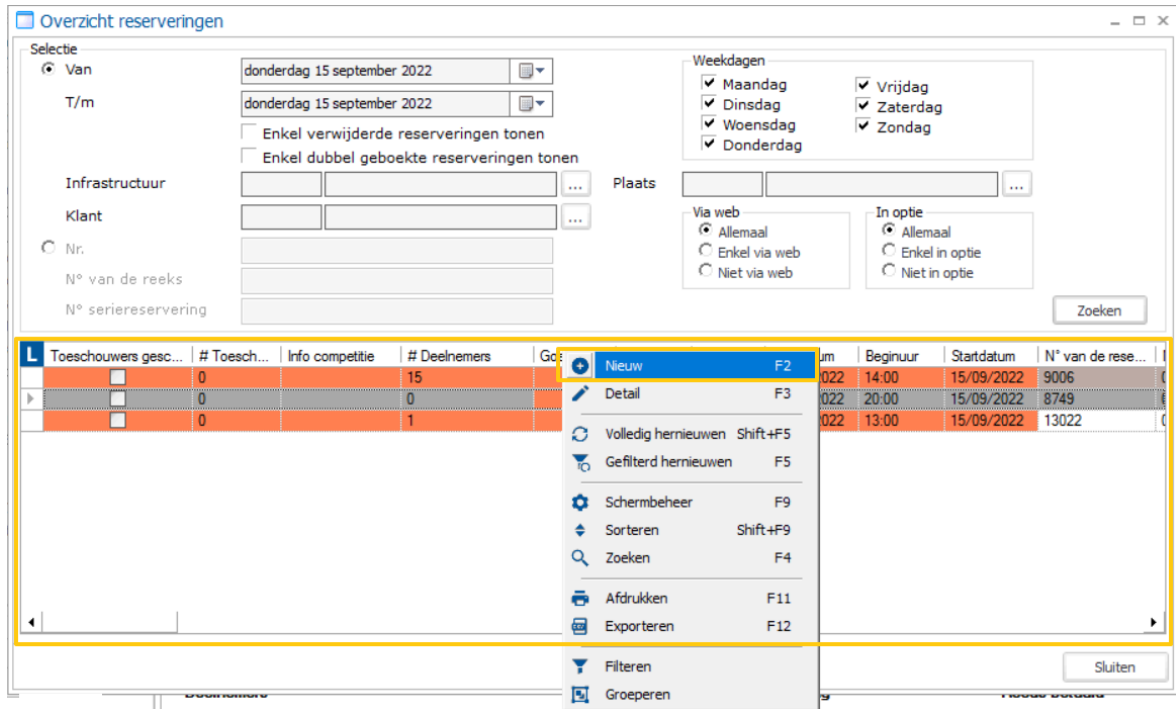 Overzicht reserveringen
Selectie
Van donderdag 15 september 2022
T/m donderdag 15 september 2022
Enkel verwijderde reserveringen tonen
Enkel dubbel geboekte reserveringen tonen
Weekdagen
Maandag Vrijdag
Dinsdag Zaterdag
Woensdag Zondag
Donderdag
Infrastructuur ... Plaats ...
Klant ...
Nr.
N° van de reeks
N° seriereservering
Via web
Allemaal
Enkel via web
Niet via web
In optie
Allemaal
Enkel in optie
Niet in optie
Zoeken
L Toeschouwers gesc... # Toesch... Info competitie # Deelnemers Beginuur Startdatum N° van de rese...
0 15 14:00 15/09/2022 9006
0 0 20:00 15/09/2022 8749
0 1 13:00 15/09/2022 13022
Nieuw F2
Detail F3
Volledig hernieuwen Shift+F5
Gefilterd hernieuwen F5
Schermbeheer F9
Sorteren Shift+F9
Zoeken F4
Afdrukken F11
Exporteren F12
Filteren
Groeperen
Sluiten